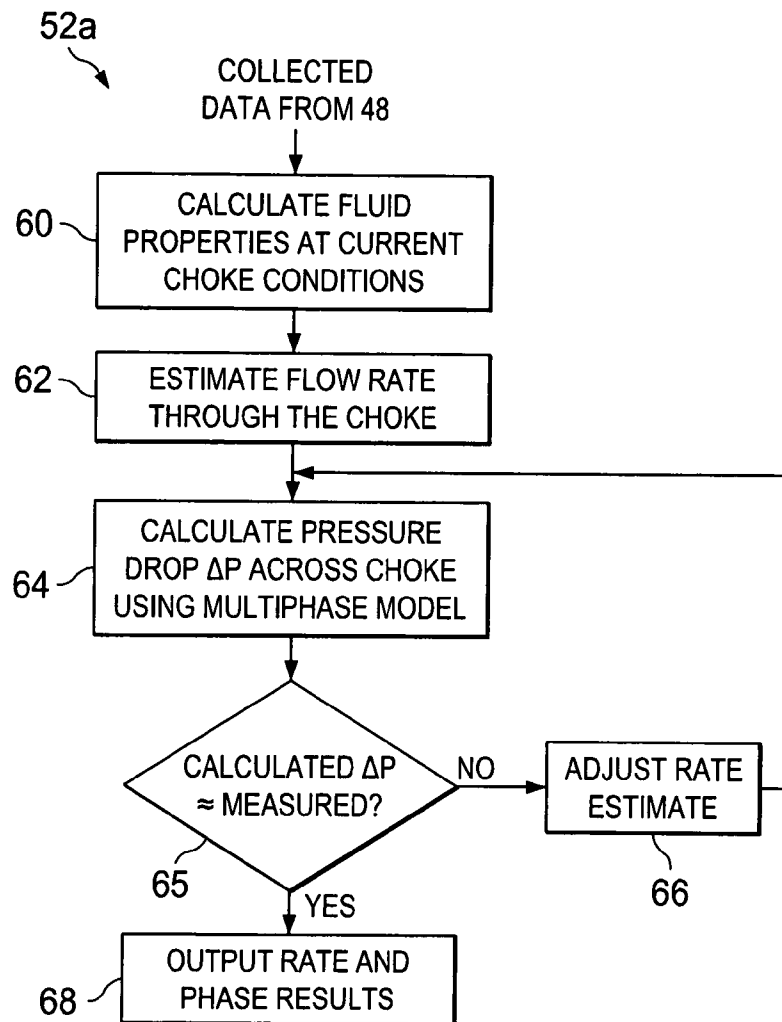 52a
COLLECTED
DATA FROM 48
60
CALCULATE FLUID
PROPERTIES AT CURRENT
CHOKE CONDITIONS
62
ESTIMATE FLOW RATE
THROUGH THE CHOKE
64
CALCULATE PRESSURE
DROP ΔP ACROSS CHOKE
USING MULTIPHASE MODEL
CALCULATED ΔP
≈ MEASURED?
65
NO
ADJUST RATE
ESTIMATE
66
YES
68
OUTPUT RATE AND
PHASE RESULTS